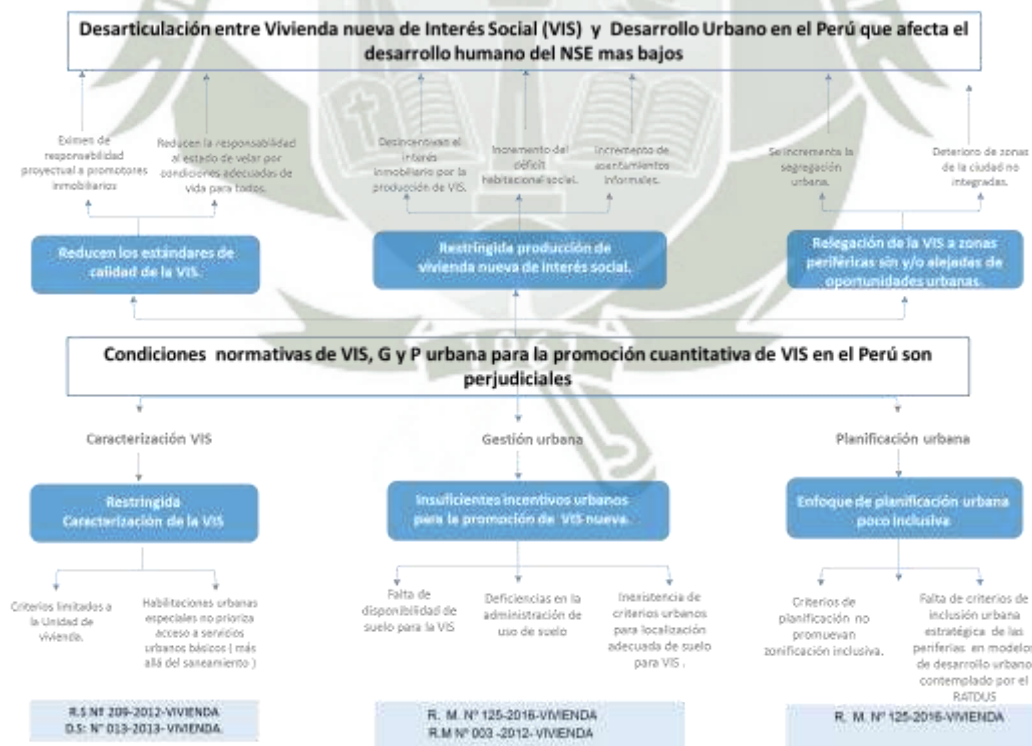 Desarticulación entre Vivienda nueva de Interés Social (VIS) y Desarrollo Urbano en el Perú que afecta el
desarrollo humano del NSE mas bajos
Eximen de
responsabilidad
proyectual a promotores
inmobiliarios
Reducen la responsabilidad
al estado de velar por
condiciones adecuadas de
vida para todos.
Desincentivan el
interés
inmobiliario por la
producción de VIS.
Incremento del
déficit
habitacional social.
Incremento de
asentamientos
informales.
Se incrementa la
segregación
urbana.
Deterioro de zonas
de la ciudad no
integradas.
Reducen los estándares de
calidad de la VIS.
Restringida producción de
vivienda nueva de interés social.
Relegación de la VIS a zonas
periféricas sin y/o alejadas de
oportunidades urbanas.
1961
Condiciones normativas de VIS, G y P urbana para la promoción cuantitativa de VIS en el Perú son
perjudiciales
Caracterización VIS
Gestión urbana
Planificación urbana
Restringida
Caracterización de la VIS
Insuficientes incentivos urbanos
para la promoción de VIS nueva.
Enfoque de planificación urbana
poco inclusiva
Criterios limitados a
la Unidad de
vivienda.
Habilitaciones urbanas
especiales no prioriza
acceso a servicios
urbanos básicos ( más
allá del saneamiento )
Falta de
disponibilidad de
suelo para la VIS
Deficiencias en la
administración de
uso de suelo
Inexistencia de
criterios urbanos
para localización
adecuada de suelo
para VIS .
Criterios de
planificación no
promuevan
zonificación inclusiva.
Falta de criterios de
inclusión urbana
estratégica de las
periferias en modelos
de desarrollo urbano
contemplado por el
RATDUS
R.S Nº 209-2012-VIVIENDA
D.S: N° 013-2013-VIVIENDA.
R. M. Nº 125-2016-VIVIENDA
R.M Nº 003 -2012- VIVIENDA
R. M. Nº 125-2016-VIVIENDA